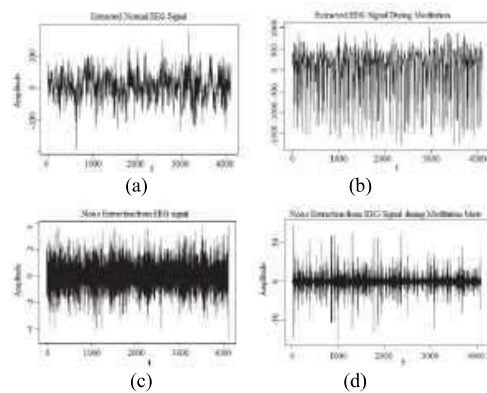 Extracted Normal EEG Signal
Extracted EEG Signal During Meditation
Amplitude
0
0 1000 2000 3000 4000
0 1000 2000 3000 4000
t
(a)
(b)
Noise Extraction from EEG signal
Noise Extraction from EEG Signal during Meditation State
Amplitude
Amplitude
0 1000 2000 3000 4000
0 1000 2000 3000 4000
t
(c)
(d)